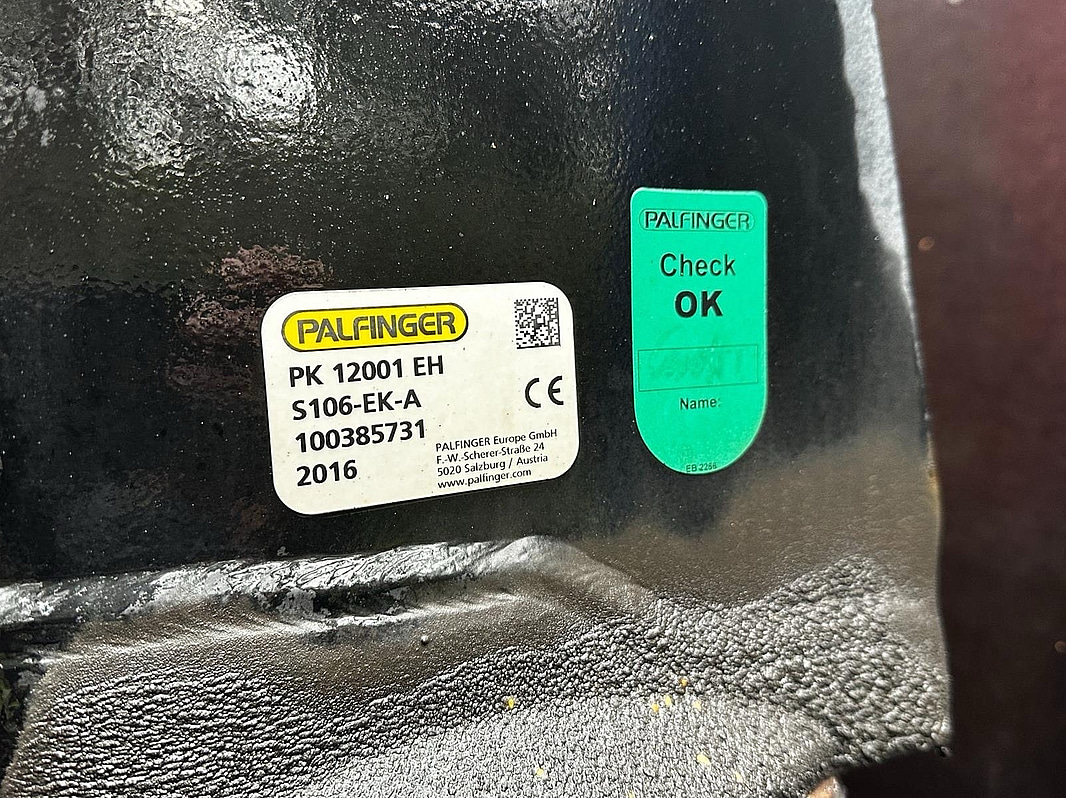 PALFINGER
PK 12001 EH
S106-EK-A
100385731
2016
PALFINGER Europe GmbH
F.-W.-Scherer-Straße 24
5020 Salzburg / Austria
www.palfinger.com
CE
PALFINGER
Check
OK
Name:
EB 2266